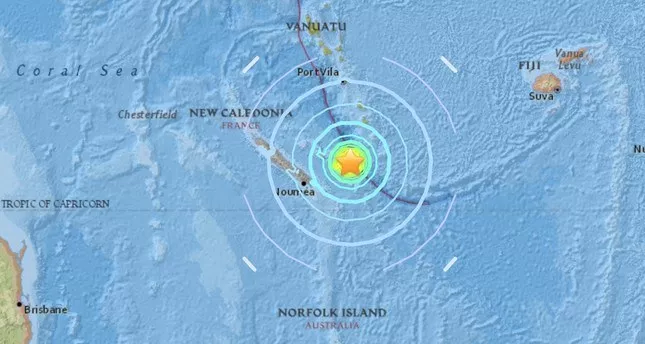 VANUATU
Coral Sea
Port Vila
FIJI
Vanua
Levu
Suva
Chesterfield
NEW CALEDONIA
FRANCE
Noumea
TROPIC OF CAPRICORN
Brisbane
NORFOLK ISLAND
AUSTRALIA